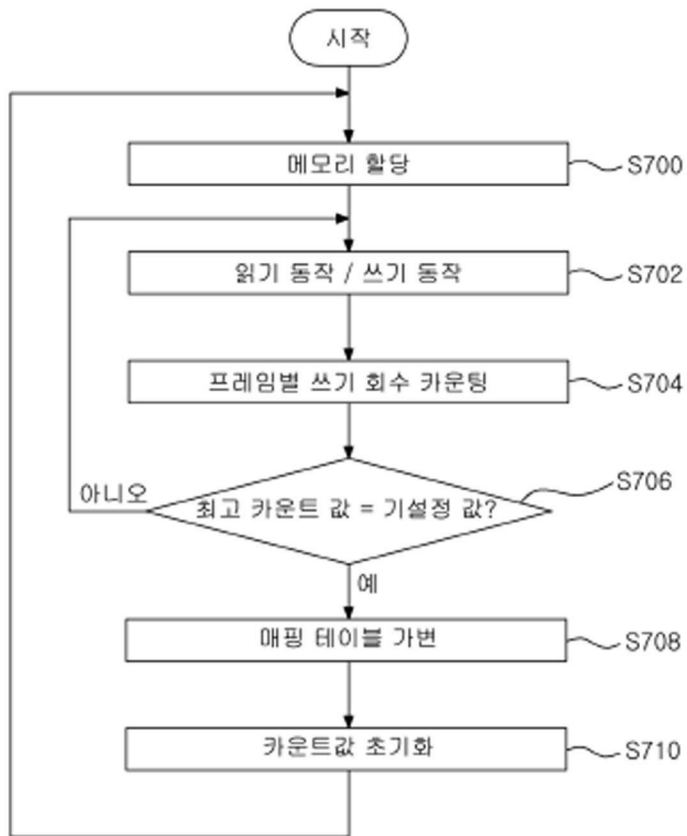 시작
메모리 할당
S700
읽기 동작 / 쓰기 동작
S702
프레임별 쓰기 회수 카운팅
S704
최고 카운트 값 = 기설정 값?
S706
아니오
예
매핑 테이블 가변
S708
카운트값 초기화
S710